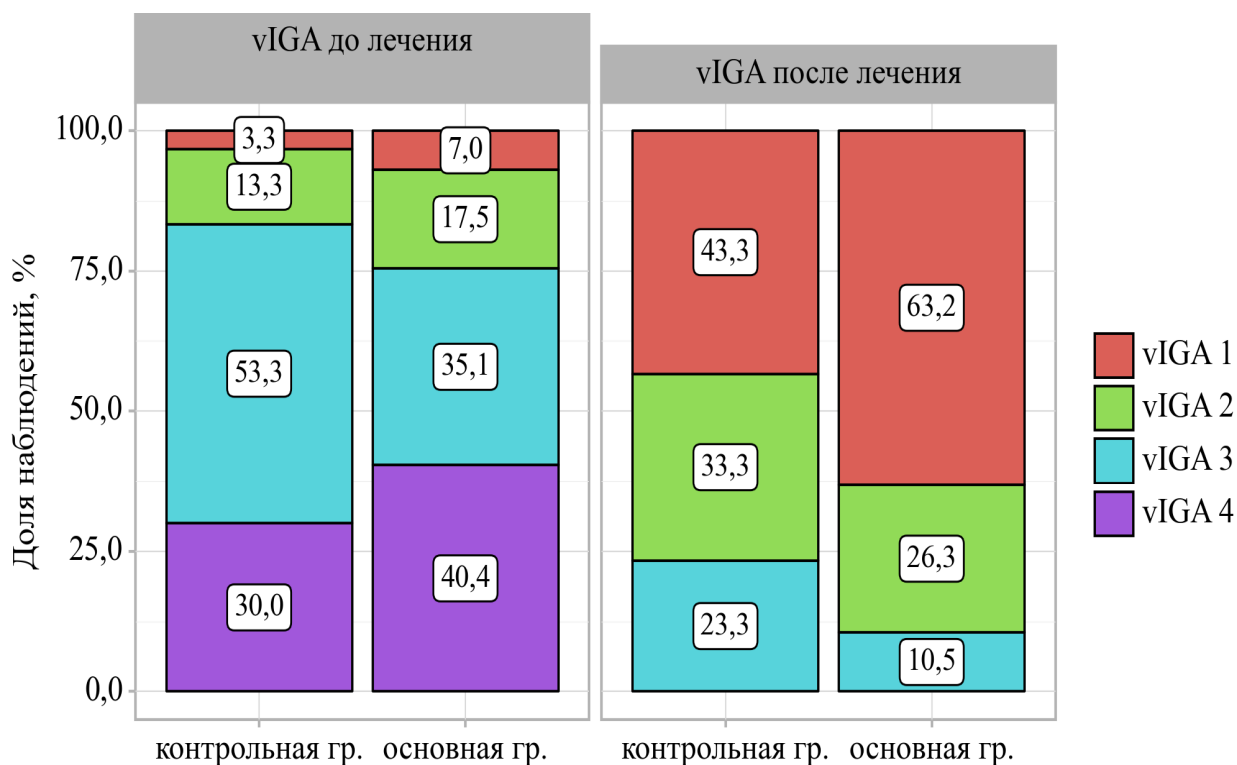 vIGA до лечения
vIGA после лечения
Доля наблюдений, %
100,0
75,0
50,0
25,0
0,0
3,3
13,3
53,3
30,0
7,0
17,5
35,1
40,4
43,3
33,3
23,3
63,2
26,3
10,5
контрольная гр.
основная гр.
контрольная гр.
основная гр.
vIGA 1
vIGA 2
vIGA 3
vIGA 4